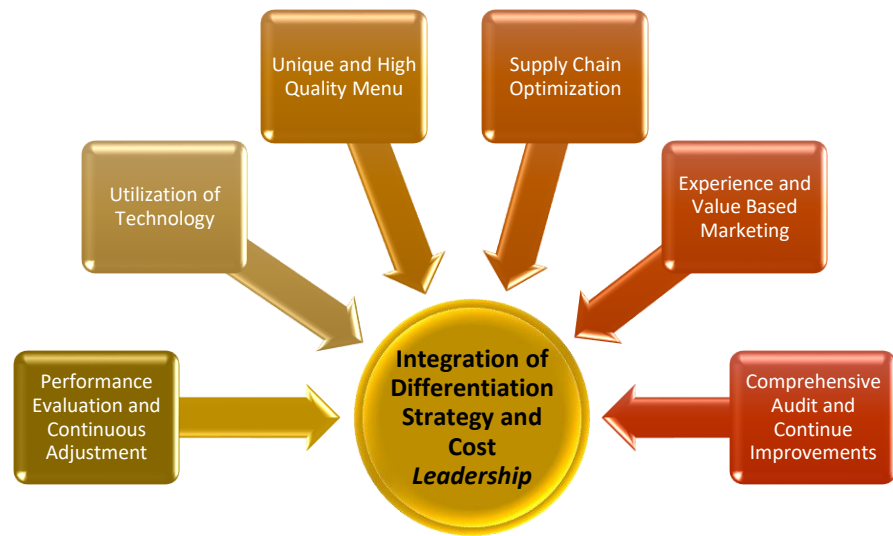 Unique and High
Quality Menu
Supply Chain
Optimization
Utilization of
Technology
Experience and
Value Based
Marketing
Performance
Evaluation and
Continuous
Adjustment
Integration of
Differentiation
Strategy and
Cost
Leadership
Comprehensive
Audit and
Continue
Improvements